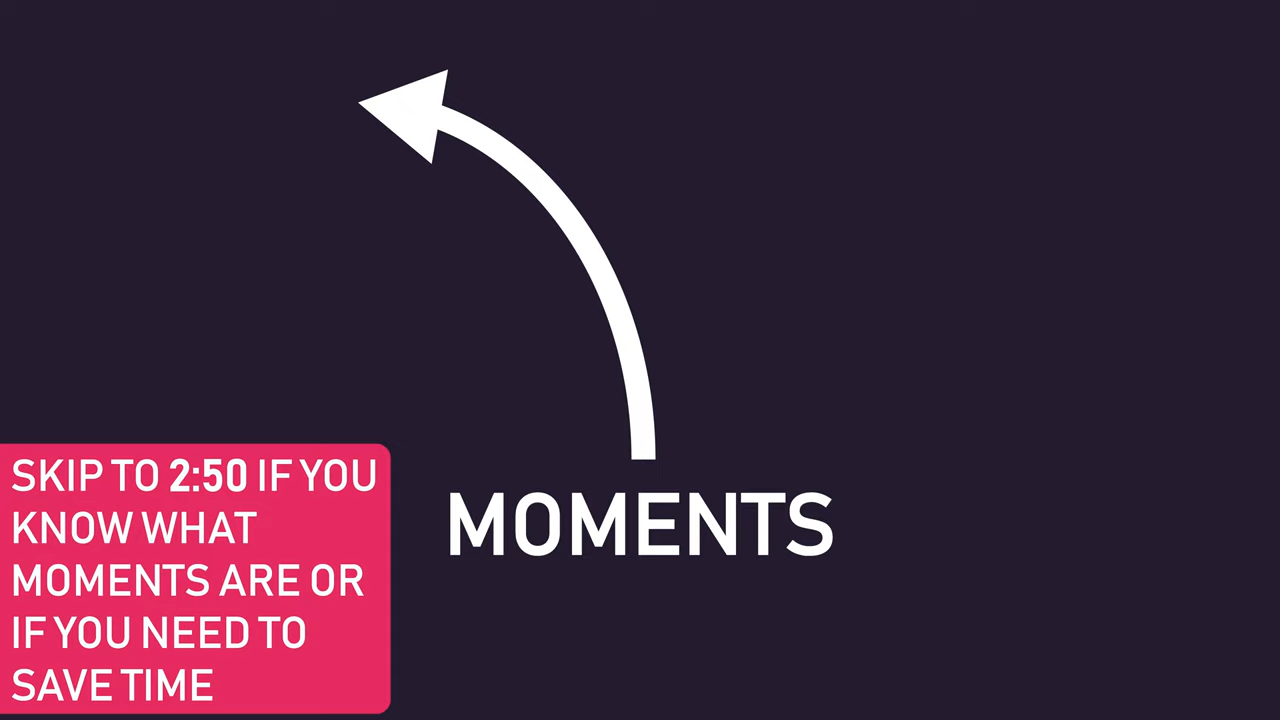 MOMENTS
SKIP TO 2:50 IF YOU
KNOW WHAT
MOMENTS ARE OR
IF YOU NEED TO
SAVE TIME